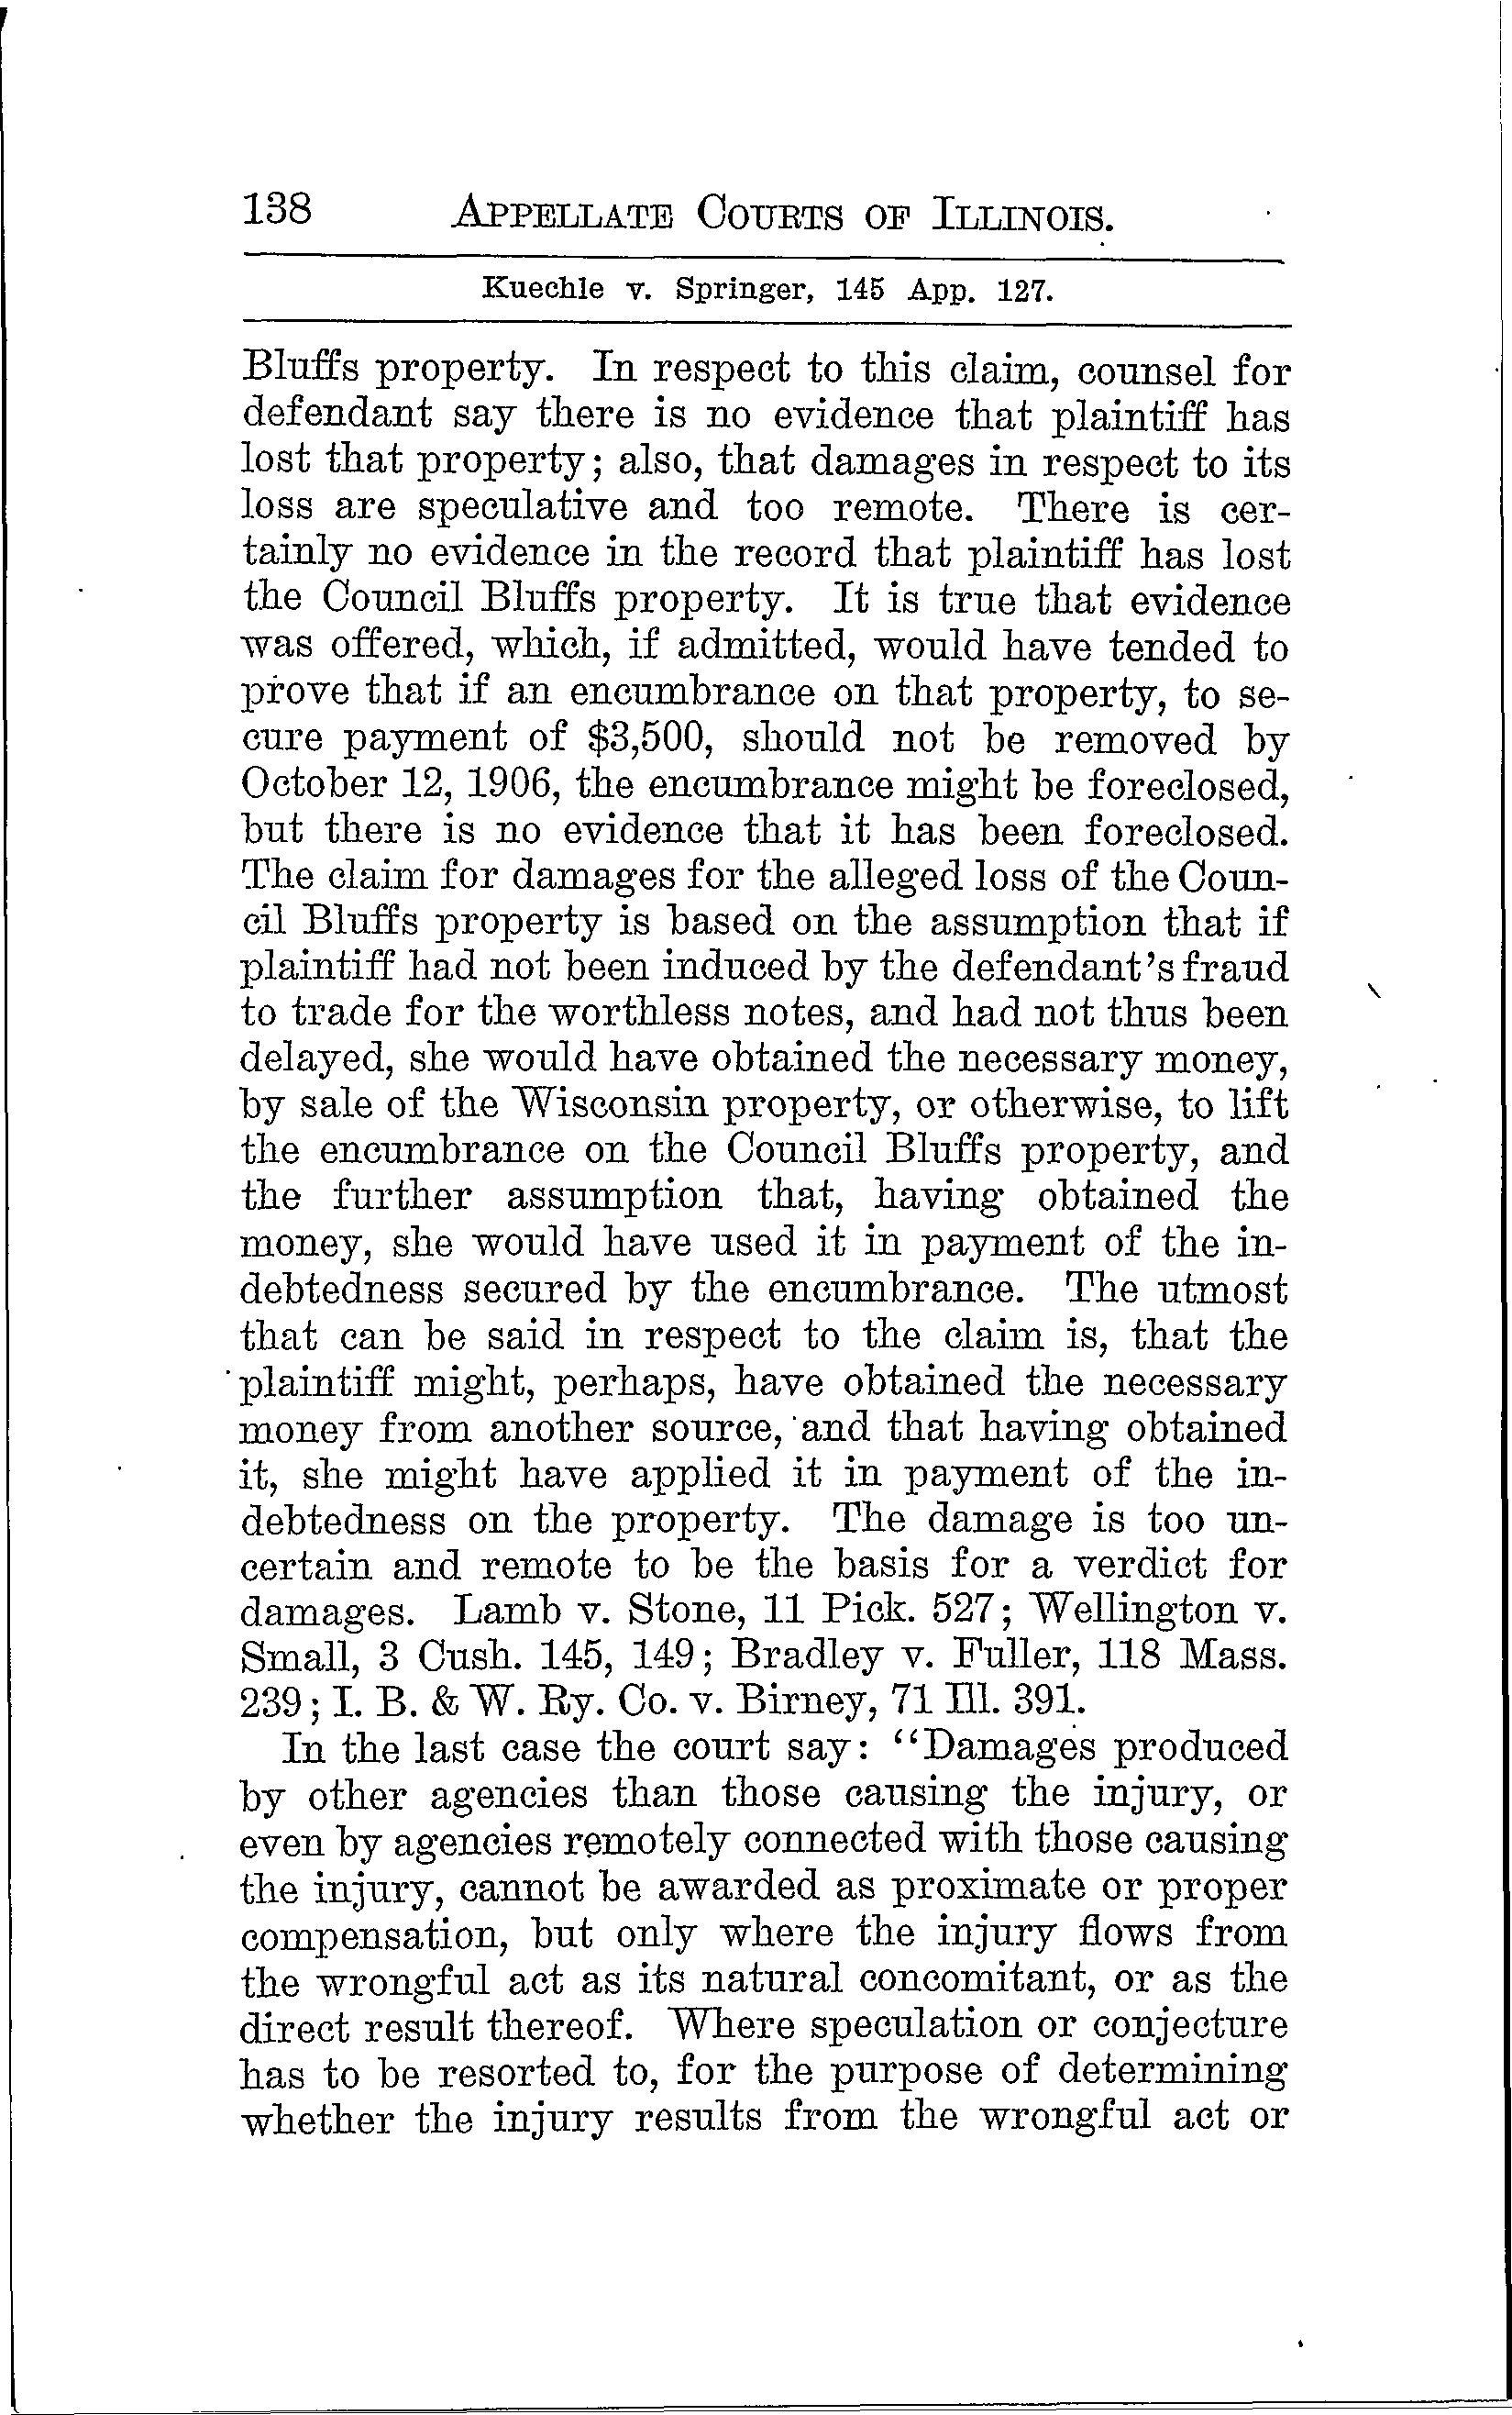 138 APPELLATE COURTS OF ILLINOIS.
Kuechle v. Springer, 145 App. 127.
Bluffs property. In respect to this claim, counsel for
defendant say there is no evidence that plaintiff has
lost that property; also, that damages in respect to its
loss are speculative and too remote. There is cer-
tainly no evidence in the record that plaintiff has lost
the Council Bluffs property. It is true that evidence
was offered, which, if admitted, would have tended to
prove that if an encumbrance on that property, to se-
cure payment of $3,500, should not be removed by
October 12, 1906, the encumbrance might be foreclosed,
but there is no evidence that it has been foreclosed.
The claim for damages for the alleged loss of the Coun-
cil Bluffs property is based on the assumption that if
plaintiff had not been induced by the defendant's fraud
to trade for the worthless notes, and had not thus been
delayed, she would have obtained the necessary money,
by sale of the Wisconsin property, or otherwise, to lift
the encumbrance on the Council Bluffs property, and
the further assumption that, having obtained the
money, she would have used it in payment of the in-
debtedness secured by the encumbrance. The utmost
that can be said in respect to the claim is, that the
plaintiff might, perhaps, have obtained the necessary
money from another source, and that having obtained
it, she might have applied it in payment of the in-
debtedness on the property. The damage is too un-
certain and remote to be the basis for a verdict for
damages. Lamb v. Stone, 11 Pick. 527; Wellington v.
Small, 3 Cush. 145, 149; Bradley v. Fuller, 118 Mass.
239; I. B. & W. Ry. Co. v. Birney, 71 Ill. 391.
In the last case the court say: "Damages produced
by other agencies than those causing the injury, or
even by agencies remotely connected with those causing
the injury, cannot be awarded as proximate or proper
compensation, but only where the injury flows from
the wrongful act as its natural concomitant, or as the
direct result thereof. Where speculation or conjecture
has to be resorted to, for the purpose of determining
whether the injury results from the wrongful act or